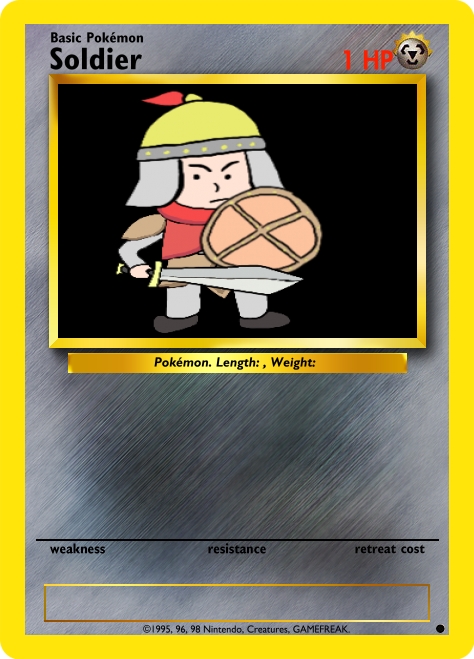 Basic Pokémon
Soldier
1 HP
Pokémon. Length: , Weight:
weakness resistance retreat cost
©1995, 96, 98 Nintendo, Creatures, GAMEFREAK.